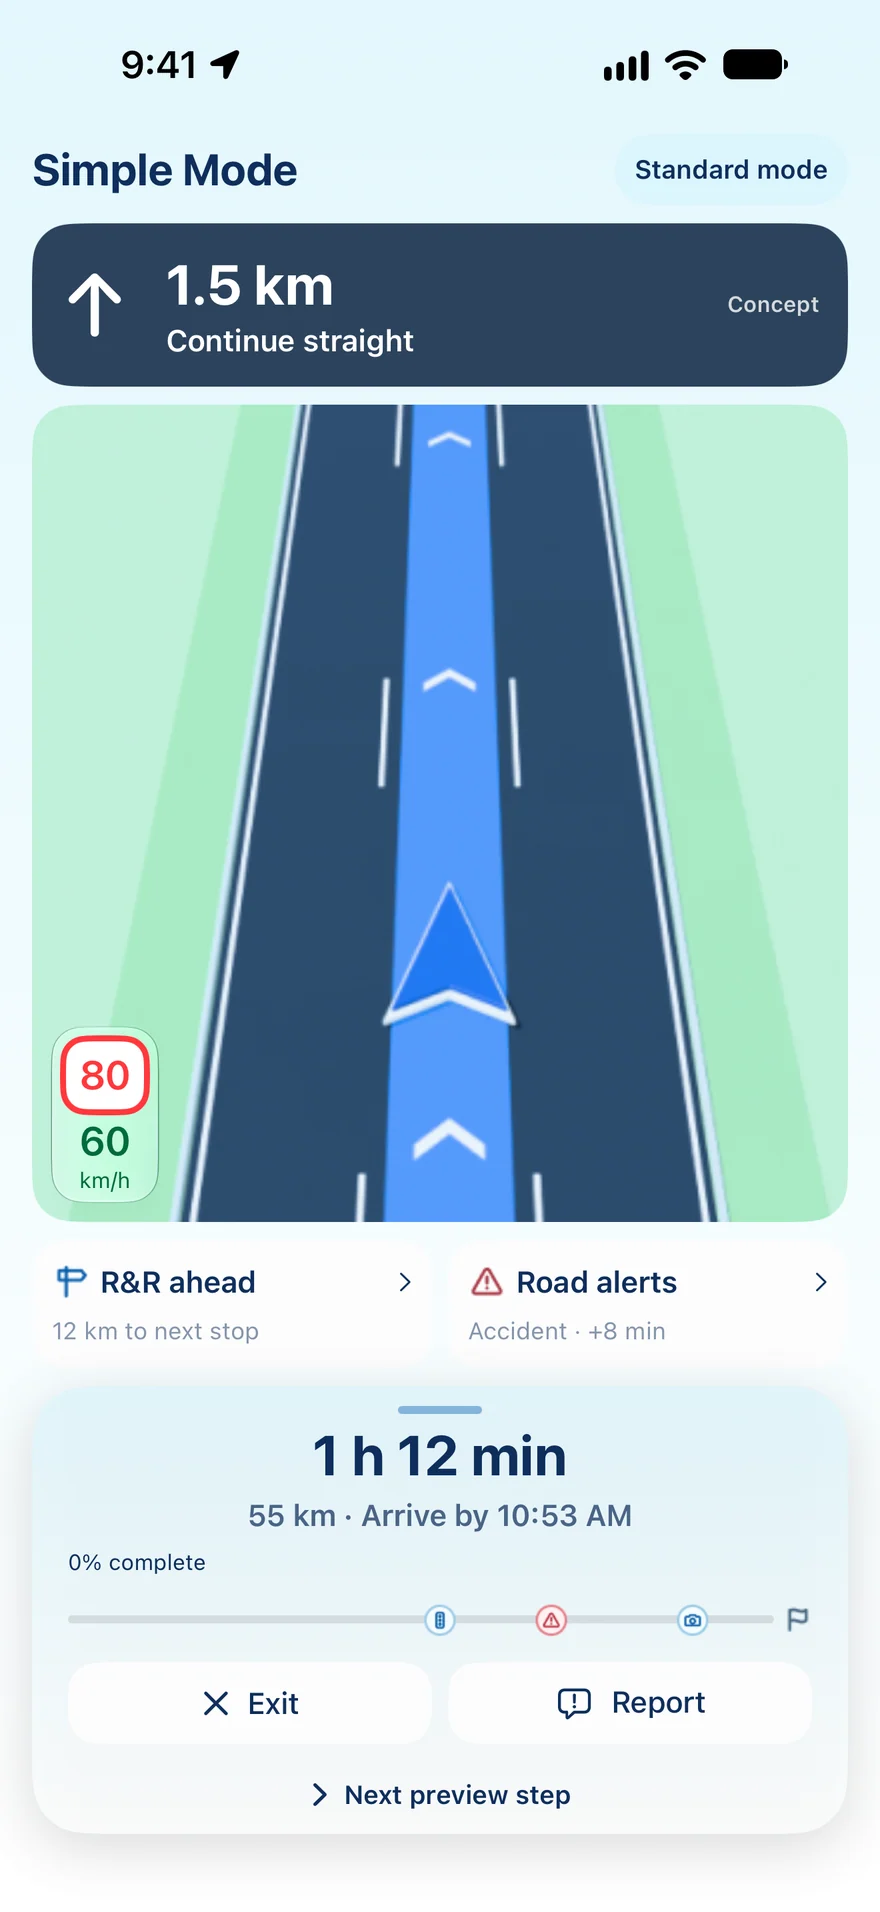 9:41
Simple Mode
Standard mode
1.5 km
Continue straight
Concept
80
60
km/h
R&R ahead
12 km to next stop
Road alerts
Accident · +8 min
1 h 12 min
55 km · Arrive by 10:53 AM
0% complete
Exit
Report
Next preview step